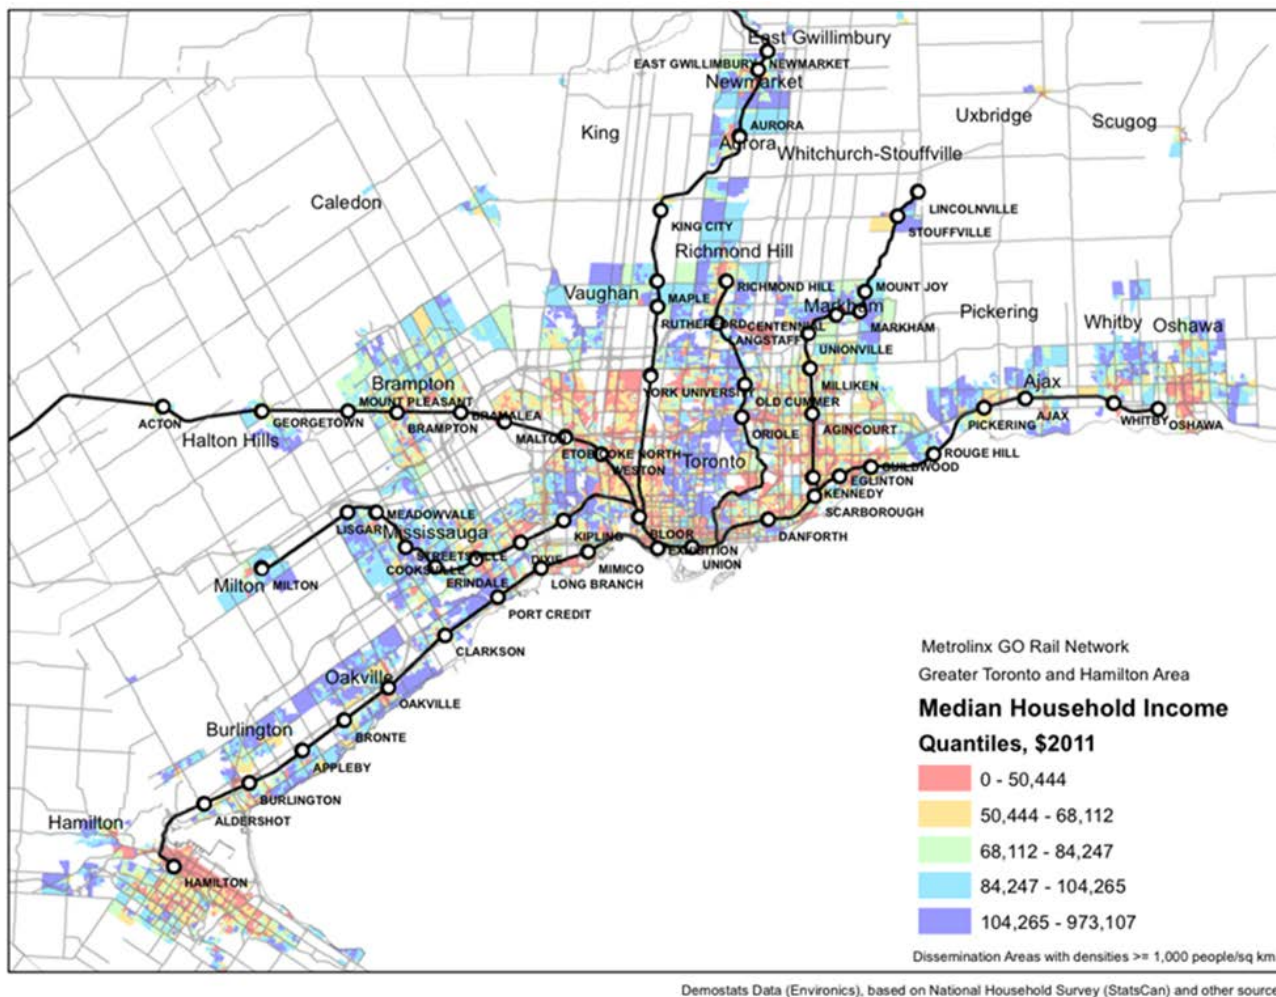 East Gwillimbury
EAST GWILLIMBURY
NEWMARKET
Newmarket
Uxbridge
Scugog
King
AURORA
Aurora
Whitchurch-Stouffville
Caledon
LINCOLNVILLE
KING CITY
STOUFFVILLE
Richmond Hill
Vaughan
RICHMOND HILL
MOUNT JOY
MAPLE
Markham
Pickering
Whitby
Oshawa
RUTHERFORD
CENTENNIAL
MARKHAM
LANGSTAFF
UNIONVILLE
Brampton
MILLIKEN
Ajax
MOUNT PLEASANT
YORK UNIVERSITY
OLD CUMMER
ACTON
GEORGETOWN
BRAMPTON
BRAMALEA
AJAX
WHITBY
OSHAWA
PICKERING
Halton Hills
MALTON
ORIOLE
AGINCOURT
ETOBICOKE NORTH
ROUGE HILL
WESTON
Toronto
GUILDWOOD
EGLINTON
KENNEDY
MEADOWVALE
SCARBOROUGH
LISGAR
Mississauga
KIPLING
BLOOR
DANFORTH
STREETSVILLE
DIXIE
EXHIBITION
COOKSVILLE
MIMICO
UNION
Milton
MILTON
ERINDALE
LONG BRANCH
PORT CREDIT
CLARKSON
Metrolinx GO Rail Network
Greater Toronto and Hamilton Area
Oakville
OAKVILLE
Median Household Income
Burlington
BRONTE
Quantiles, $2011
APPLEBY
0 - 50,444
BURLINGTON
50,444 - 68,112
Hamilton
ALDERSHOT
68,112 - 84,247
HAMILTON
84,247 - 104,265
104,265 - 973,107
Dissemination Areas with densities >= 1,000 people/sq km
Demostats Data (Environics), based on National Household Survey (StatsCan) and other source